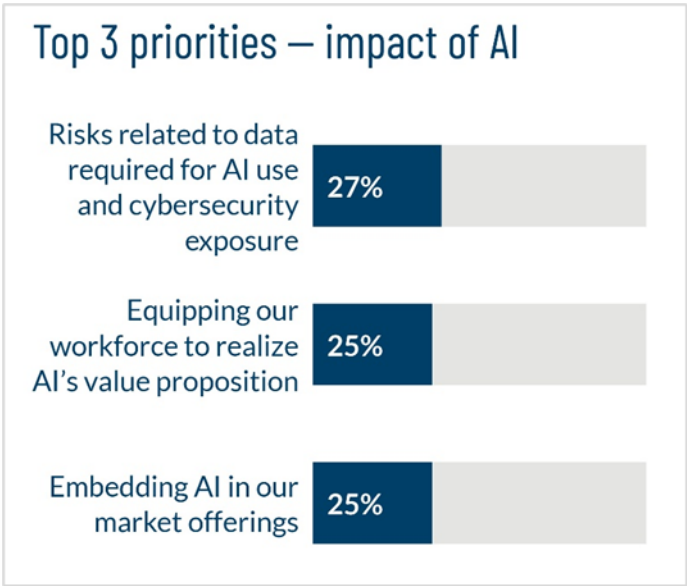 Top 3 priorities — impact of AI
Risks related to data
required for AI use
and cybersecurity
exposure
27%
Equipping our
workforce to realize
AI’s value proposition
25%
Embedding AI in our
market offerings
25%